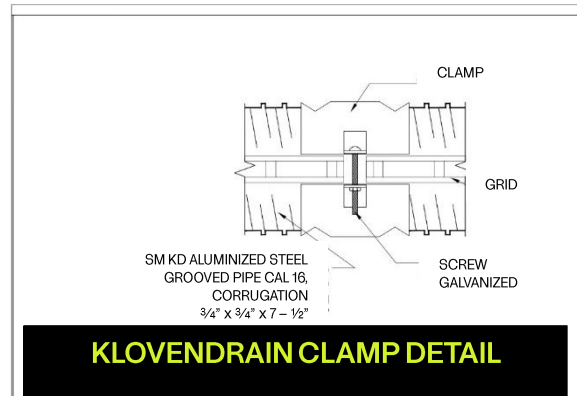 CLAMP
GRID
SM KD ALUMINIZED STEEL
GROOVED PIPE CAL 16,
CORRUGATION
¾" x ¾" x 7 – ½"
SCREW
GALVANIZED
KLOVENDRAIN CLAMP DETAIL